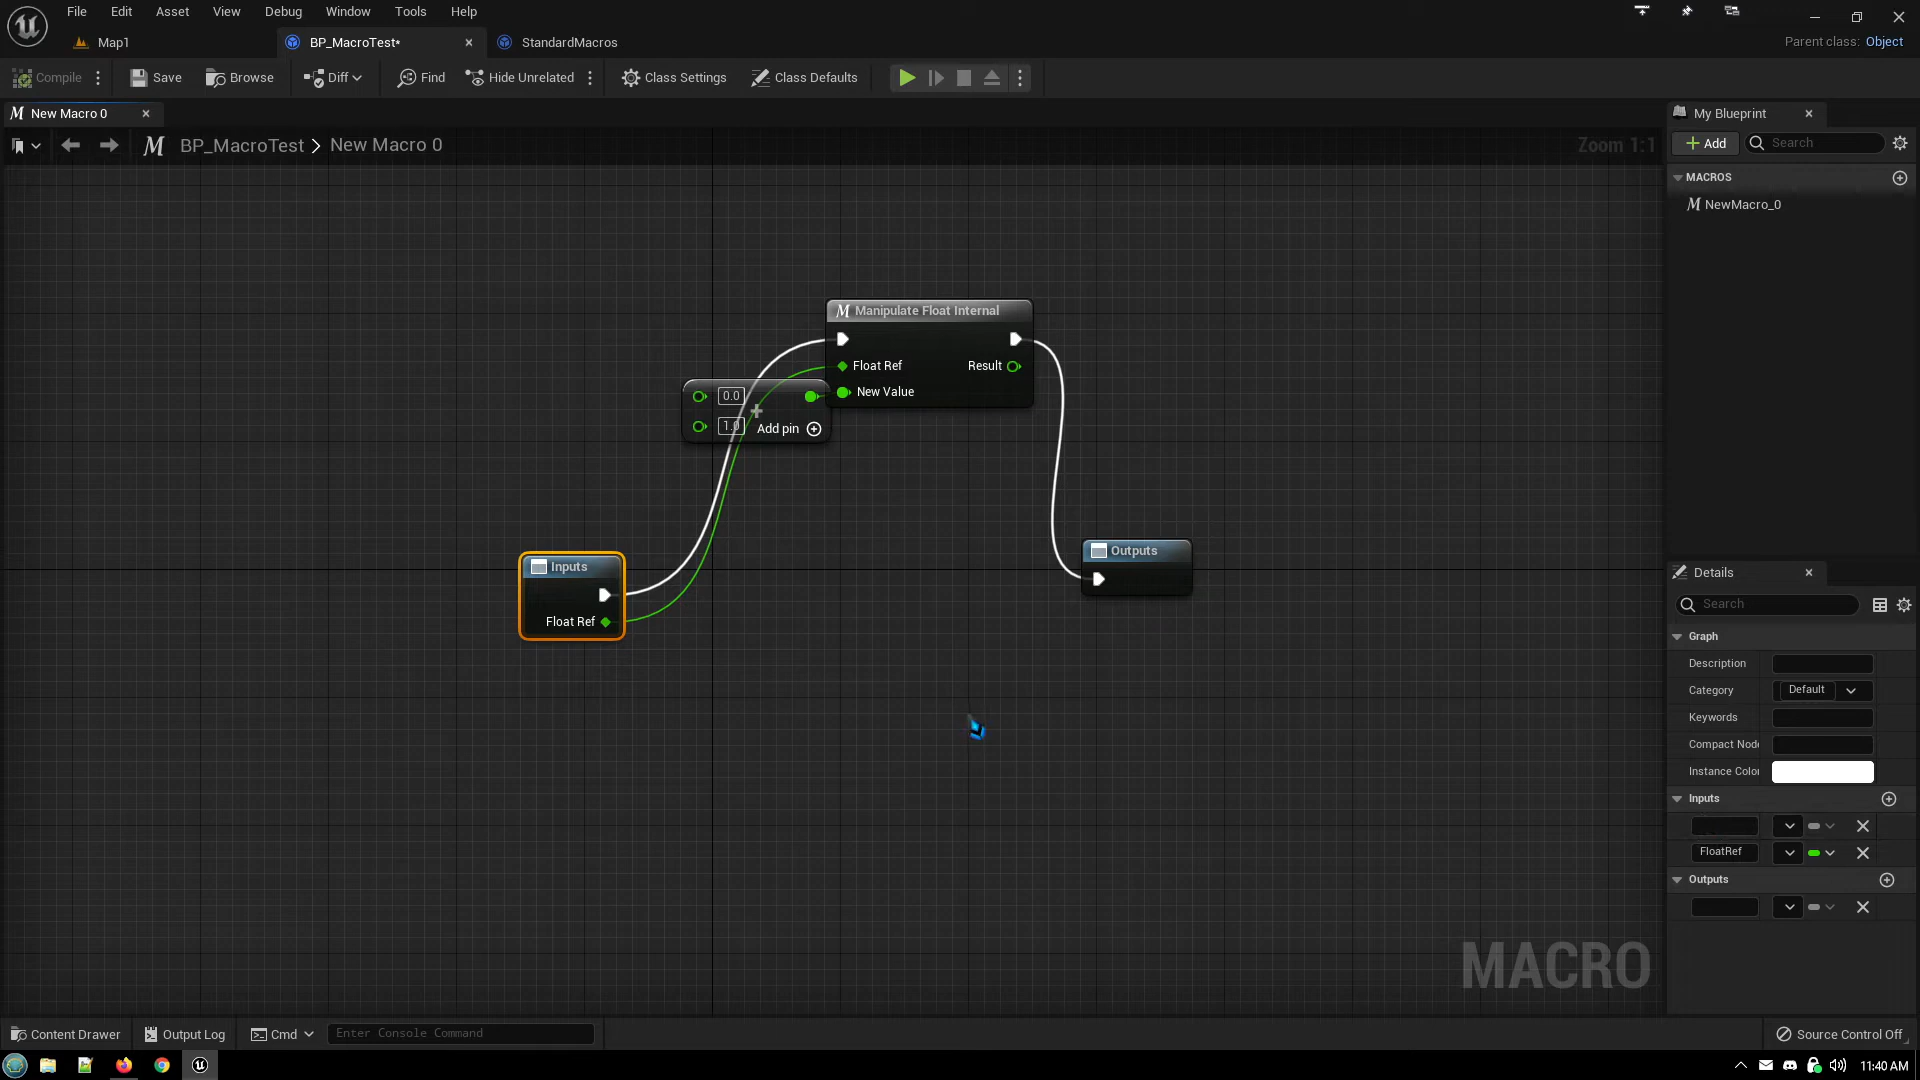 File Edit Asset View Debug Window Tools Help
Map1 BP_MacroTest* StandardMacros
Parent class: Object
Compile Save Browse Diff Find Hide Unrelated Class Settings Class Defaults
New Macro 0
BP_MacroTest > New Macro 0
Zoom 1:1
My Blueprint
Add Search
MACROS
NewMacro_0
Manipulate Float Internal
Float Ref Result
New Value
0.0
1.0 Add pin
Inputs
Float Ref
Outputs
Details
Search
Graph
Description
Category Default
Keywords
Compact Node
Instance Color
Inputs
FloatRef
Outputs
MACRO
Content Drawer Output Log Cmd Enter Console Command Source Control Off
11:40 AM